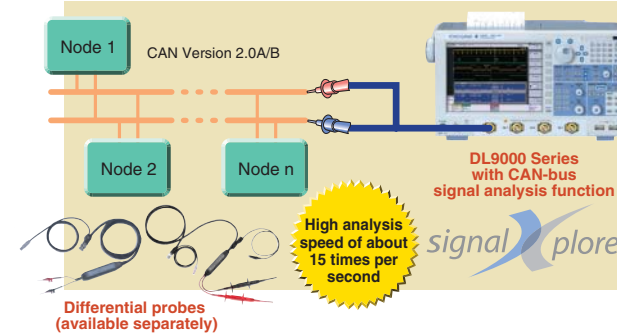 Node 1
CAN Version 2.0A/B
Node 2
Node n
DL9000 Series
with CAN-bus
signal analysis function
High analysis
speed of about
15 times per
second
signal Xplore
Differential probes
(available separately)